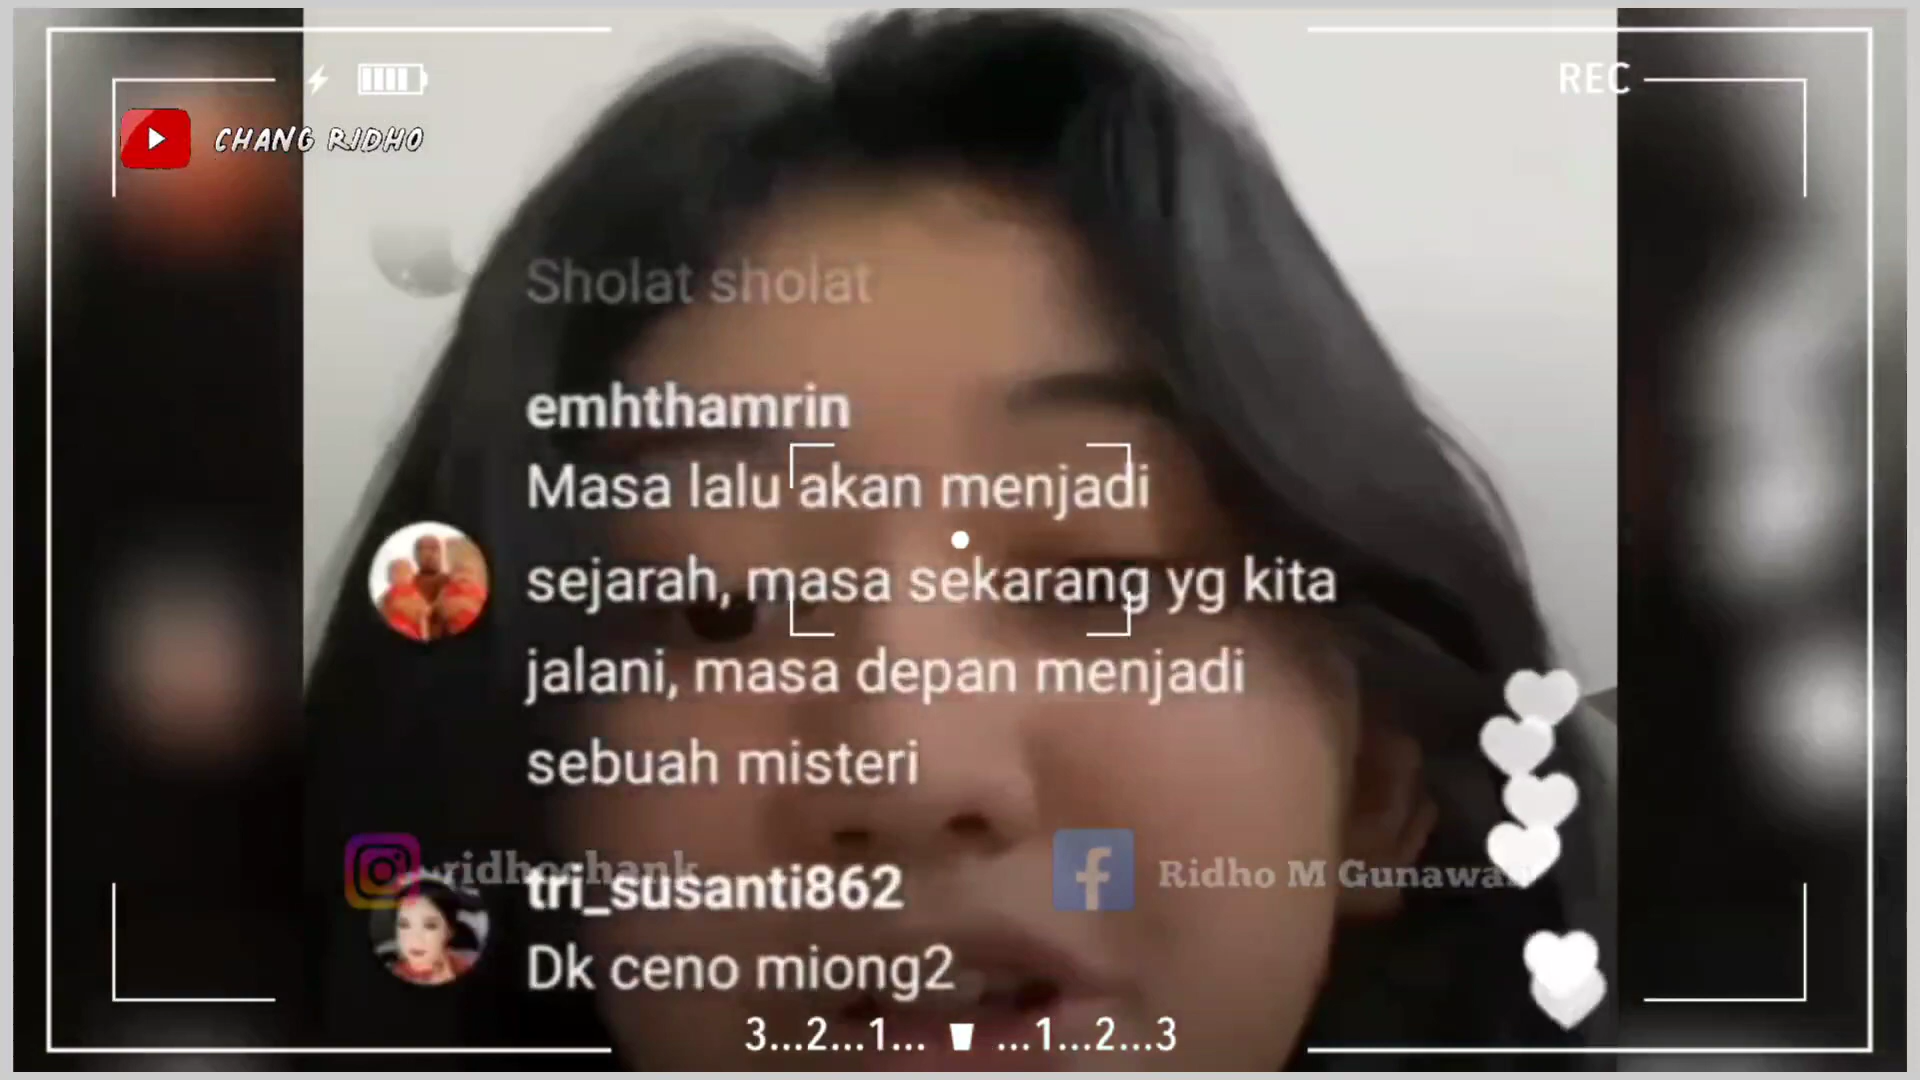 REC
CHANG RIDHO
Sholat sholat
emhthamrin
Masa lalu akan menjadi
sejarah, masa sekarang yg kita
jalani, masa depan menjadi
sebuah misteri
ridhochank
Ridho M Gunawan
tri_susanti862
Dk ceno miong2
3...2...1... ...1...2...3